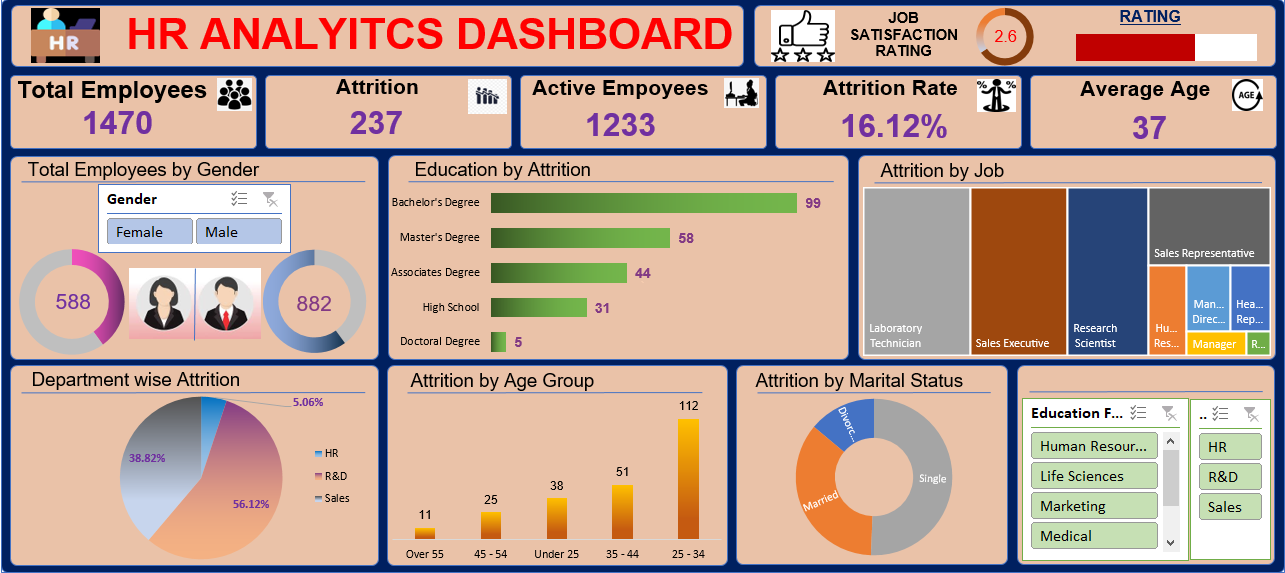 HR
HR ANALYITCS DASHBOARD
JOB
SATISFACTION
RATING
2.6
RATING
Total Employees
1470
Attrition
237
Active Empoyees
1233
Attrition Rate
% %
16.12%
Average Age
AGE
37
Total Employees by Gender
Gender
Female
Male
588
882
Education by Attrition
Bachelor's Degree
99
Master's Degree
58
Associates Degree
44
High School
31
Doctoral Degree
5
Attrition by Job
Laboratory
Technician
Sales Executive
Research
Scientist
Sales Representative
Hu...
Res...
Man...
Direc...
Hea...
Rep...
Manager
R...
Department wise Attrition
5.06%
38.82%
56.12%
HR
R&D
Sales
Attrition by Age Group
11
25
38
51
112
Over 55
45 - 54
Under 25
35 - 44
25 - 34
Attrition by Marital Status
Divorc...
Single
Married
Education F...
Human Resour...
Life Sciences
Marketing
Medical
..
HR
R&D
Sales